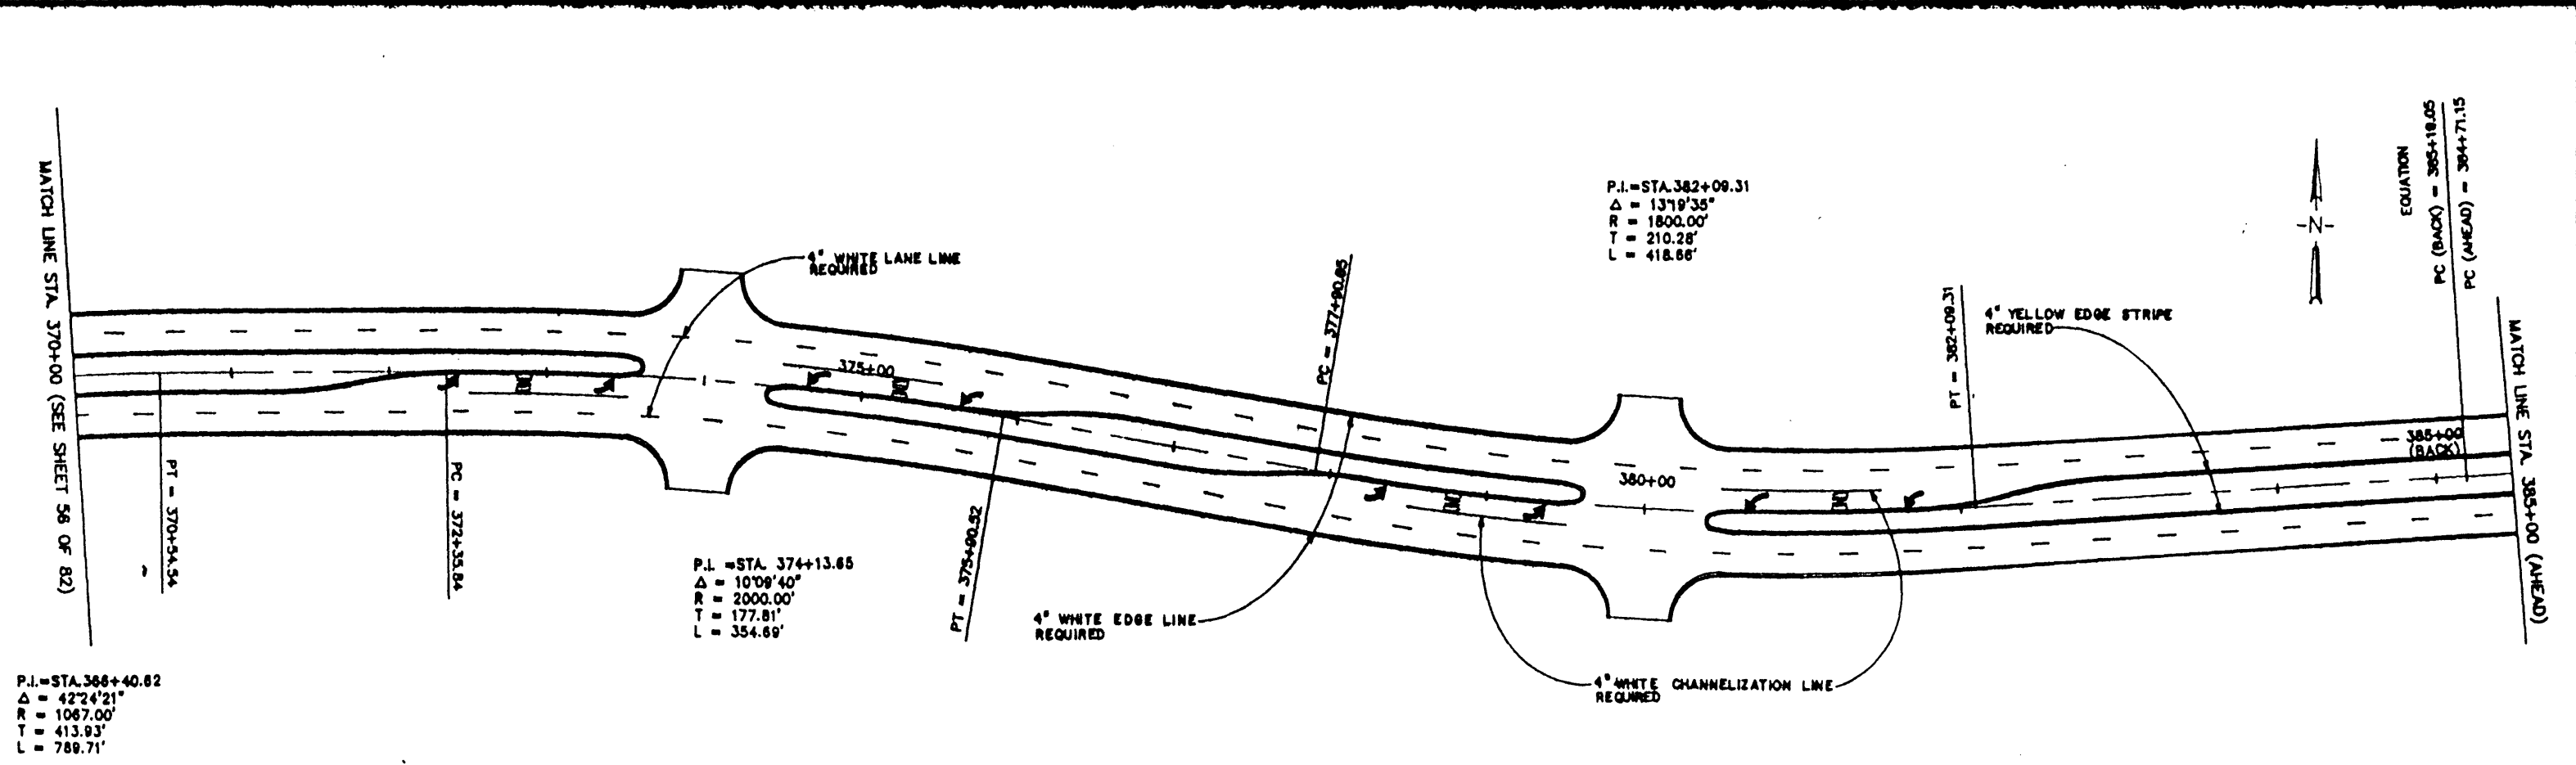 MATCH LINE STA. 370+00 (SEE SHEET 56 OF 82)
PT = 370+54.54
PC = 372+35.84
P.I.=STA.366+40.62
Δ = 42°24'21"
R = 1067.00'
T = 413.93'
L = 789.71'
4" WHITE LANE LINE
REQUIRED
375+00
P.I. =STA. 374+13.65
Δ = 10°09'40"
R = 2000.00'
T = 177.81'
L = 354.69'
PT = 375+90.52
4" WHITE EDGE LINE
REQUIRED
PC = 377+90.65
P.I.=STA.382+09.31
Δ = 13°19'35"
R = 1800.00'
T = 210.28'
L = 418.66'
380+00
4" WHITE CHANNELIZATION LINE
REQUIRED
PT = 382+09.31
4" YELLOW EDGE STRIPE
REQUIRED
-N-
EQUATION
PC (BACK) = 385+18.05
PC (AHEAD) = 384+71.15
385+00
(BACK)
MATCH LINE STA. 385+00 (AHEAD)